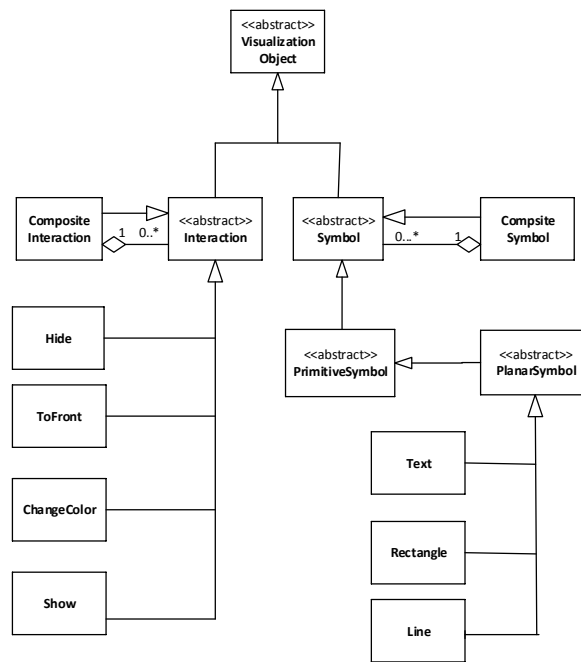 <<abstract>>
Visualization
Object
Composite
Interaction
1
0..*
<<abstract>>
Interaction
<<abstract>>
Symbol
0...*
1
Compsite
Symbol
Hide
<<abstract>>
PrimitiveSymbol
<<abstract>>
PlanarSymbol
ToFront
Text
ChangeColor
Rectangle
Show
Line